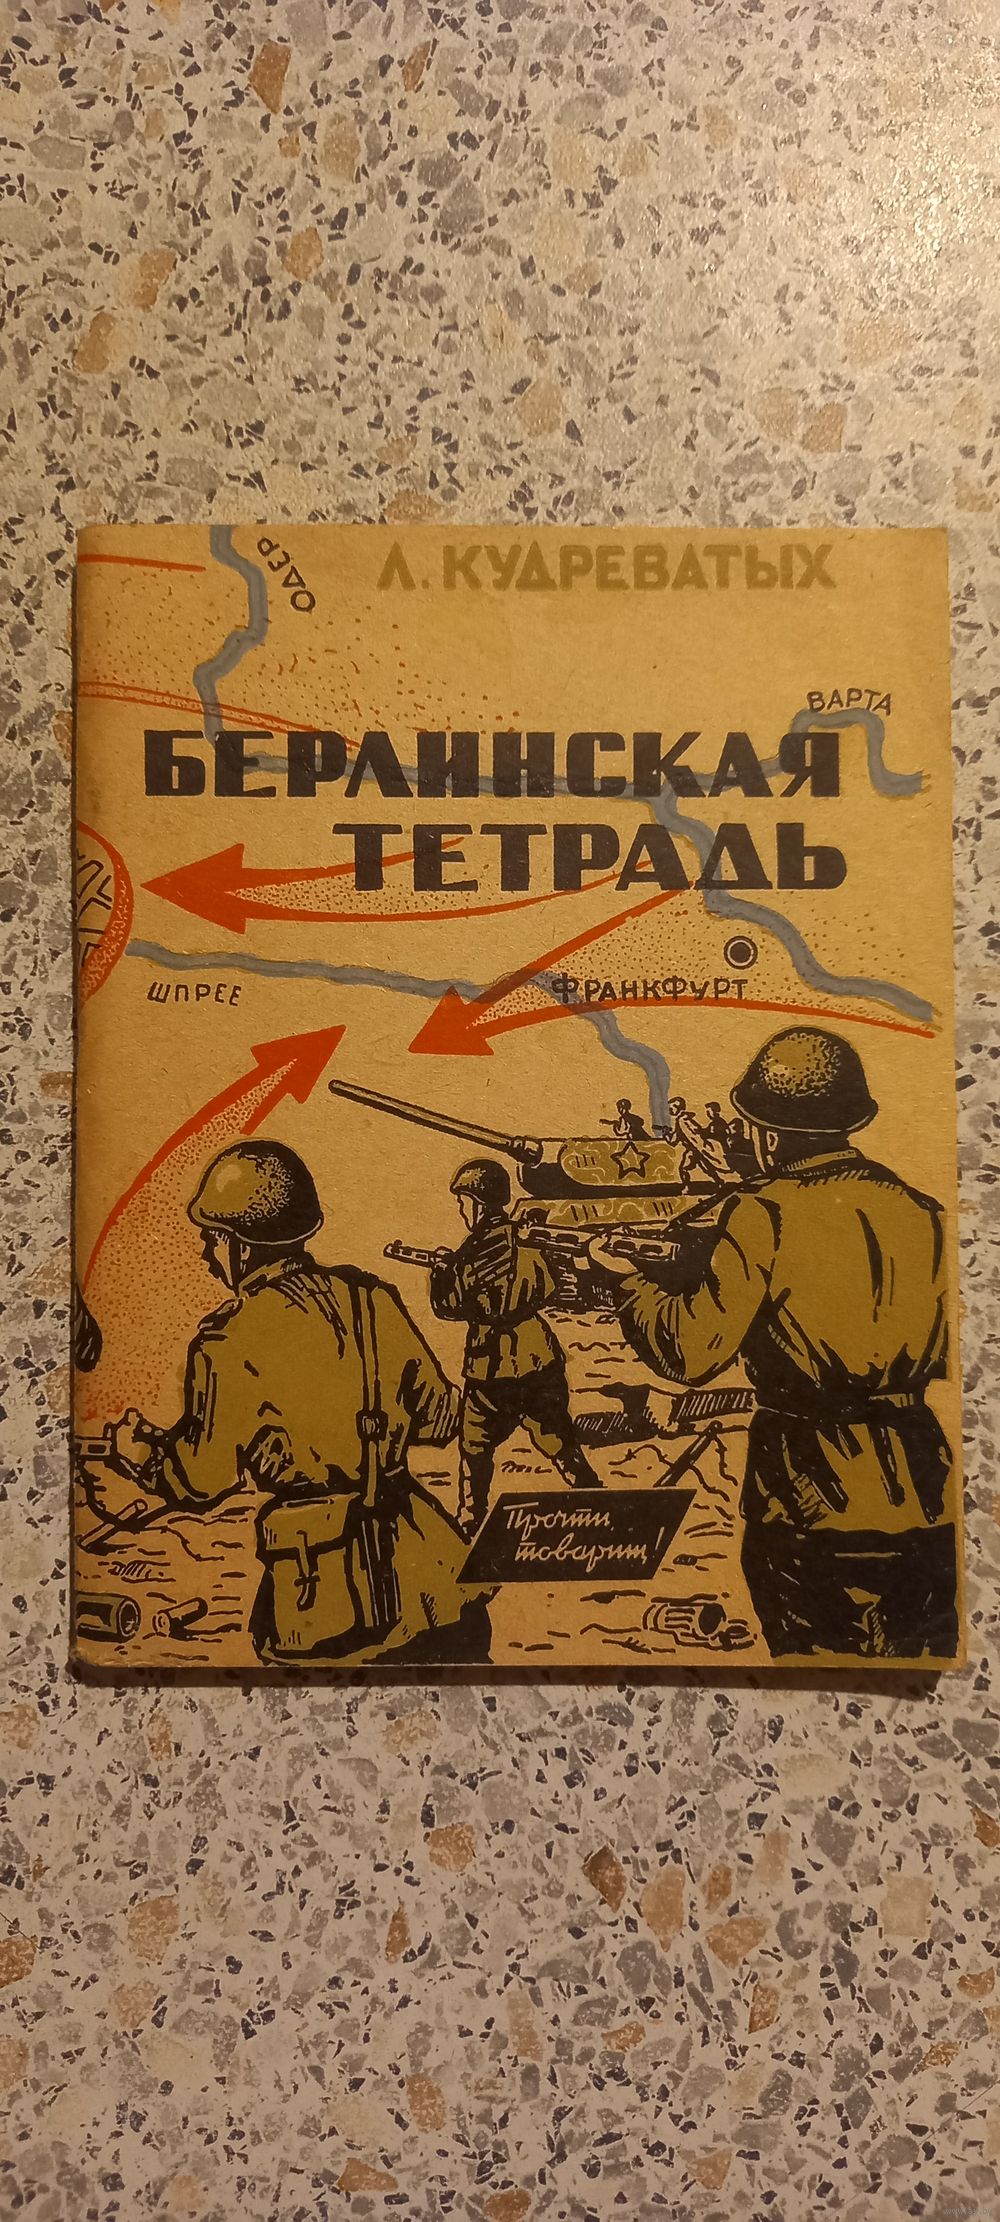 Л. КУДРЕВАТЫХ
ОДЕР
ВАРТА
БЕРЛИНСКАЯ
ТЕТРАДЬ
ШПРЕЕ
ФРАНКФУРТ
Прочти,
товарищ!